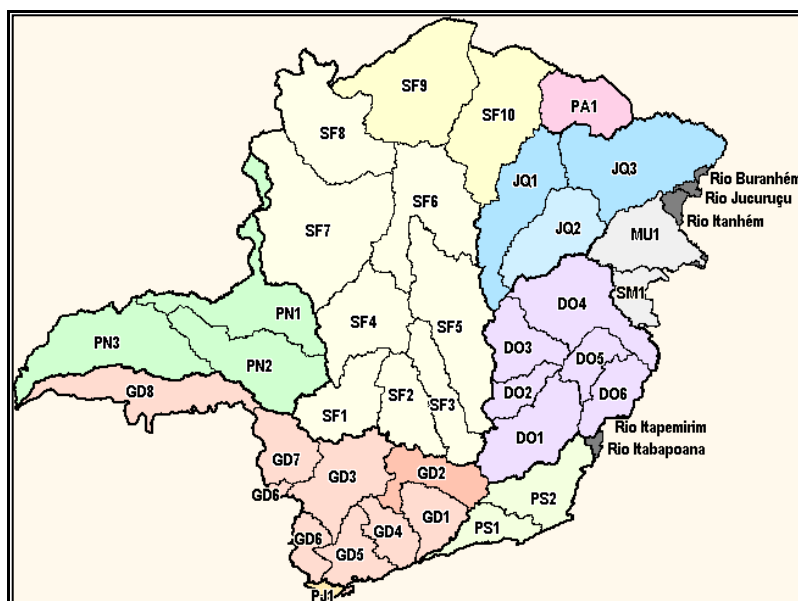 SF9
SF10
PA1
SF8
JQ1
JQ3
Rio Buranhém
Rio Jucuruçu
Rio Itanhém
SF6
SF7
JQ2
MU1
SM1
PN1
DO4
SF4
SF5
PN3
DO3
DO5
PN2
GD8
DO2
DO6
SF2
SF3
SF1
Rio Itapemirim
DO1
Rio Itabapoana
GD7
GD3
GD2
GD6
PS2
GD1
PS1
GD6
GD4
GD5
PJ1